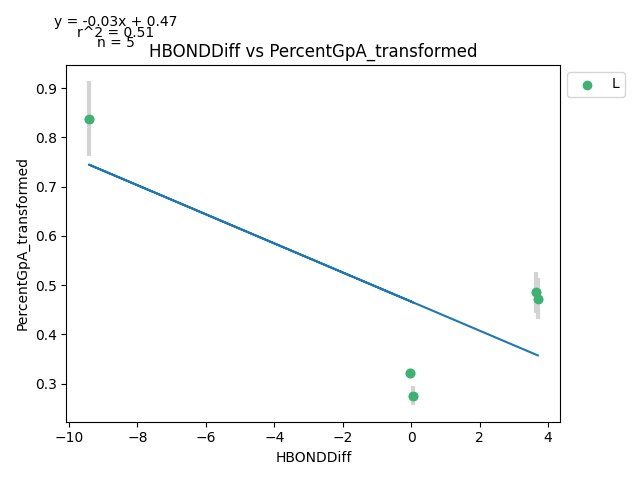 y = -0.03x + 0.47
r^2 = 0.51
n = 5
HBONDDiff vs PercentGpA_transformed
L
0.9
0.8
0.7
0.6
0.5
0.4
0.3
PercentGpA_transformed
−10
−8
−6
−4
−2
0
2
4
HBONDDiff